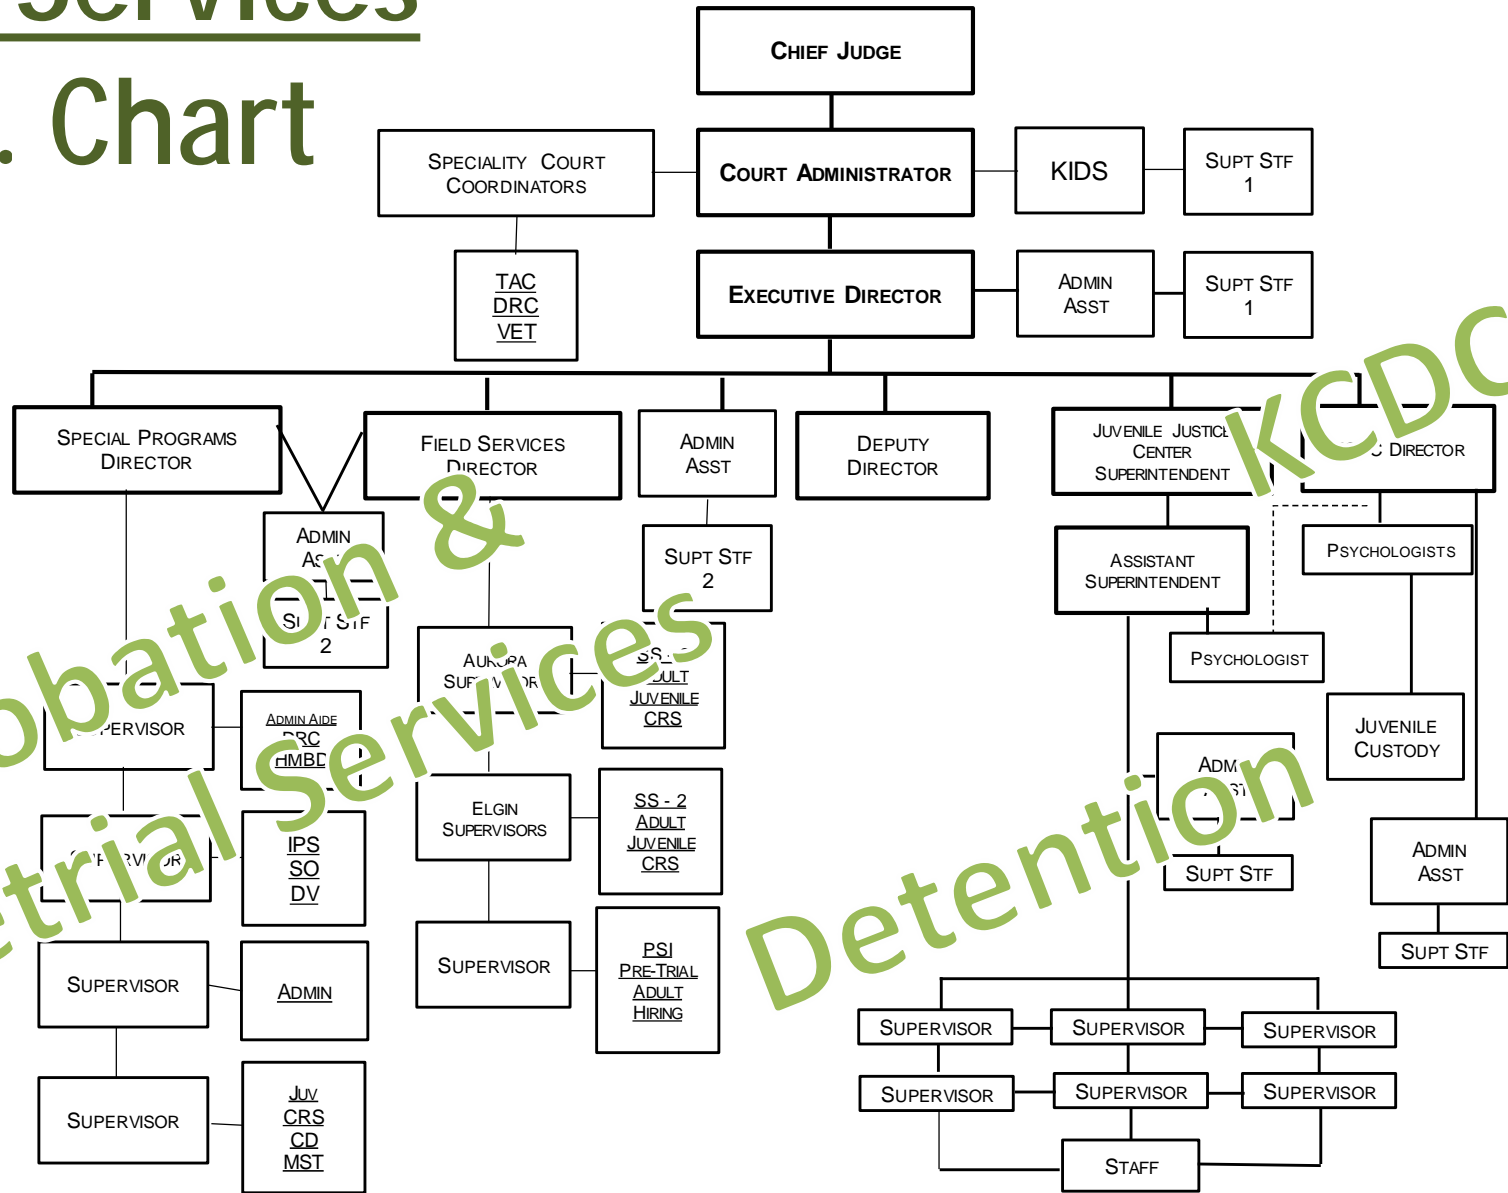 Services
. Chart
CHIEF JUDGE
SPECIALITY COURT
COORDINATORS
COURT ADMINISTRATOR
KIDS
SUPT STF
1
TAC
DRC
VET
EXECUTIVE DIRECTOR
ADMIN
ASST
SUPT STF
1
KCDC
SPECIAL PROGRAMS
DIRECTOR
FIELD SERVICES
DIRECTOR
ADMIN
ASST
DEPUTY
DIRECTOR
JUVENILE JUSTICE
CENTER
SUPERINTENDENT
DIRECTOR
ADMIN
SUPT STF
2
SUPT STF
2
ASSISTANT
SUPERINTENDENT
PSYCHOLOGISTS
PSYCHOLOGIST
obation &
etrial Services
Detention
AURORA
SUPERVISOR
ADULT
JUVENILE
CRS
SUPERVISOR
ADMIN AIDE
DRC
HMBD
JUVENILE
CUSTODY
ELGIN
SUPERVISORS
SS - 2
ADULT
JUVENILE
CRS
SUPERVISOR
IPS
SO
DV
SUPT STF
ADMIN
ASST
SUPT STF
SUPERVISOR
ADMIN
SUPERVISOR
PSI
PRE-TRIAL
ADULT
HIRING
SUPERVISOR
JUV
CRS
CD
MST
SUPERVISOR
SUPERVISOR
SUPERVISOR
SUPERVISOR
SUPERVISOR
SUPERVISOR
STAFF